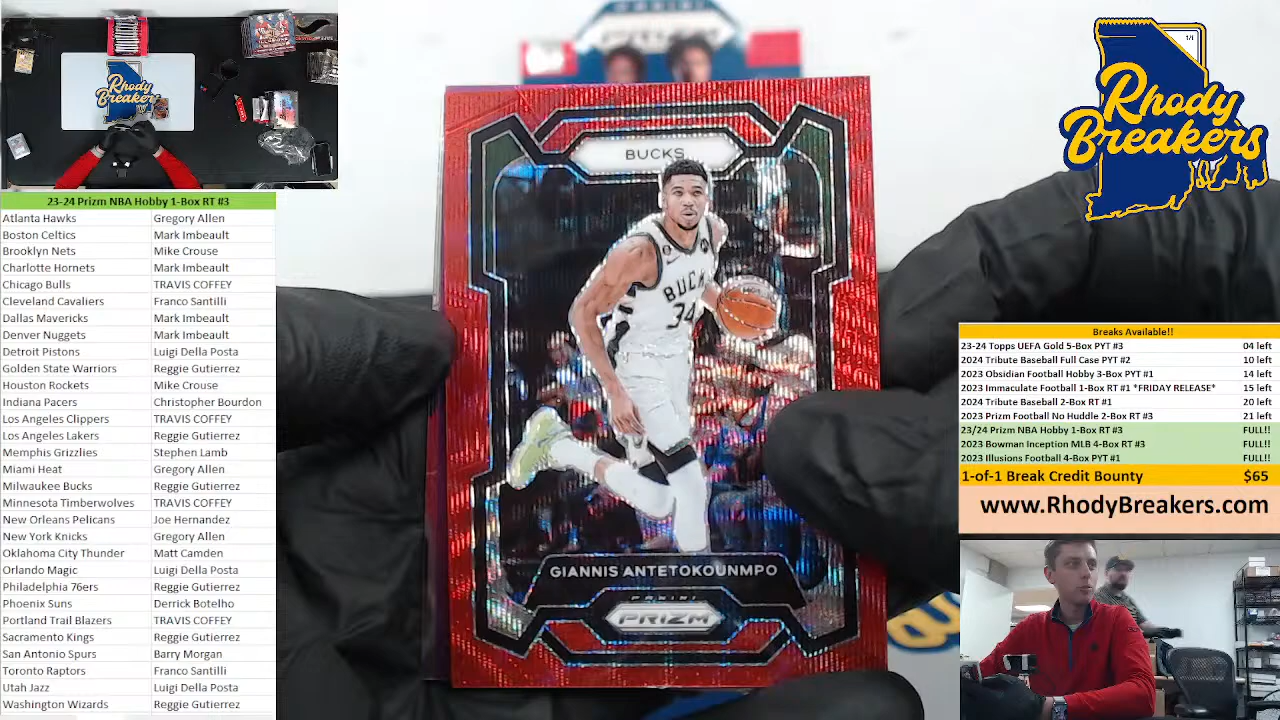 Rhody
Breakers
23-24 Prizm NBA Hobby 1-Box RT #3
Atlanta Hawks Gregory Allen
Boston Celtics Mark Imbeault
Brooklyn Nets Mike Crouse
Charlotte Hornets Mark Imbeault
Chicago Bulls TRAVIS COFFEY
Cleveland Cavaliers Franco Santilli
Dallas Mavericks Mark Imbeault
Denver Nuggets Mark Imbeault
Detroit Pistons Luigi Della Posta
Golden State Warriors Reggie Gutierrez
Houston Rockets Mike Crouse
Indiana Pacers Christopher Bourdon
Los Angeles Clippers TRAVIS COFFEY
Los Angeles Lakers Reggie Gutierrez
Memphis Grizzlies Stephen Lamb
Miami Heat Gregory Allen
Milwaukee Bucks Reggie Gutierrez
Minnesota Timberwolves TRAVIS COFFEY
New Orleans Pelicans Joe Hernandez
New York Knicks Gregory Allen
Oklahoma City Thunder Matt Camden
Orlando Magic Luigi Della Posta
Philadelphia 76ers Reggie Gutierrez
Phoenix Suns Derrick Botelho
Portland Trail Blazers TRAVIS COFFEY
Sacramento Kings Reggie Gutierrez
San Antonio Spurs Barry Morgan
Toronto Raptors Franco Santilli
Utah Jazz Luigi Della Posta
Washington Wizards Reggie Gutierrez
PANINI
BUCKS
BUCK
34
GIANNIS ANTETOKOUNMPO
PANINI
PRIZM
1/1
Rhody
Breakers
Breaks Available!!
23-24 Topps UEFA Gold 5-Box PYT #3 04 left
2024 Tribute Baseball Full Case PYT #2 10 left
2023 Obsidian Football Hobby 3-Box PYT #1 14 left
2023 Immaculate Football 1-Box RT #1 *FRIDAY RELEASE* 15 left
2024 Tribute Baseball 2-Box RT #1 20 left
2023 Prizm Football No Huddle 2-Box RT #3 21 left
23/24 Prizm NBA Hobby 1-Box RT #3 FULL!!
2023 Bowman Inception MLB 4-Box RT #3 FULL!!
2023 Illusions Football 4-Box PYT #1 FULL!!
1-of-1 Break Credit Bounty $65
www.RhodyBreakers.com